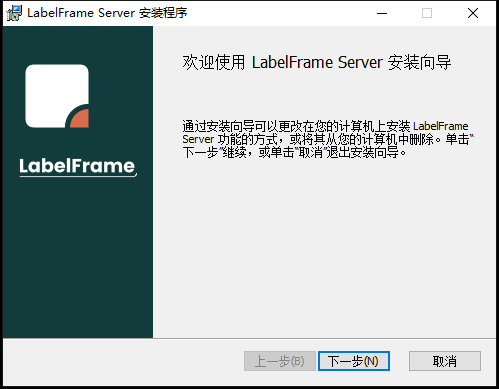 LabelFrame Server 安装程序
欢迎使用 LabelFrame Server 安装向导
通过安装向导可以更改在您的计算机上安装 LabelFrame
Server 功能的方式，或将其从您的计算机中删除。单击“
下一步”继续，或单击“取消”退出安装向导。
LabelFrame
上一步(B)
下一步(N)
取消